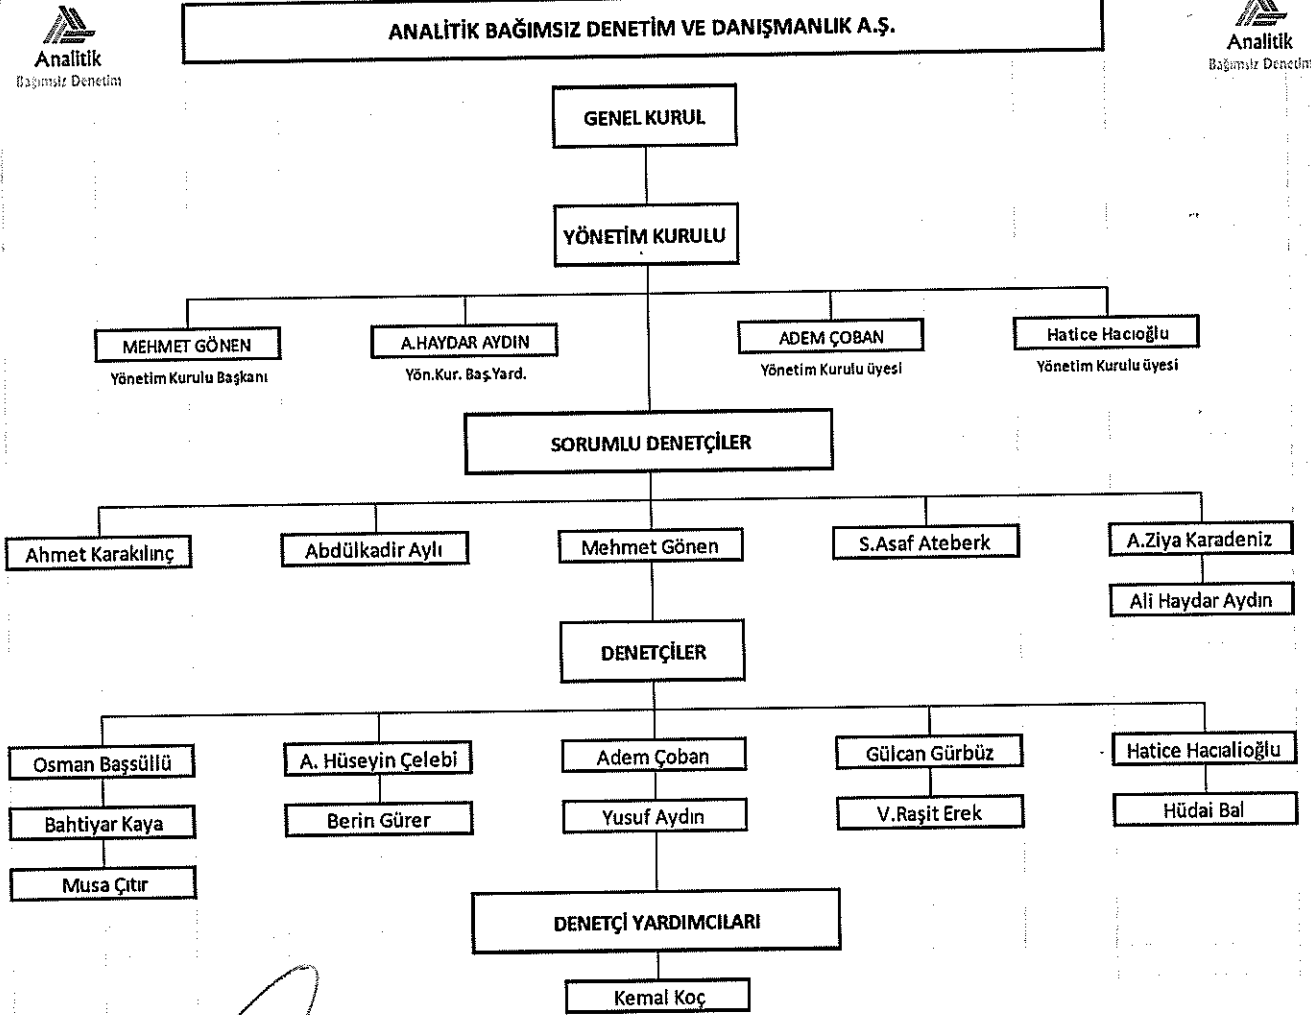 Analitik
Bağımsız Denetim
ANALİTİK BAĞIMSIZ DENETİM VE DANIŞMANLIK A.Ş.
Analitik
Bağımsız Denetim
GENEL KURUL
YÖNETİM KURULU
MEHMET GÖNEN
A.HAYDAR AYDIN
ADEM ÇOBAN
Hatice Hacıoğlu
Yönetim Kurulu Başkanı
Yön.Kur. Baş.Yard.
Yönetim Kurulu üyesi
Yönetim Kurulu üyesi
SORUMLU DENETÇİLER
Ahmet Karakılınç
Abdülkadir Aylı
Mehmet Gönen
S.Asaf Ateberk
A.Ziya Karadeniz
Ali Haydar Aydın
DENETÇİLER
Osman Başsüllü
A. Hüseyin Çelebi
Adem Çoban
Gülcan Gürbüz
Hatice Hacıalioğlu
Bahtiyar Kaya
Berin Gürer
Yusuf Aydın
V.Raşit Erek
Hüdai Bal
Musa Çıtır
DENETÇİ YARDIMCILARI
Kemal Koç